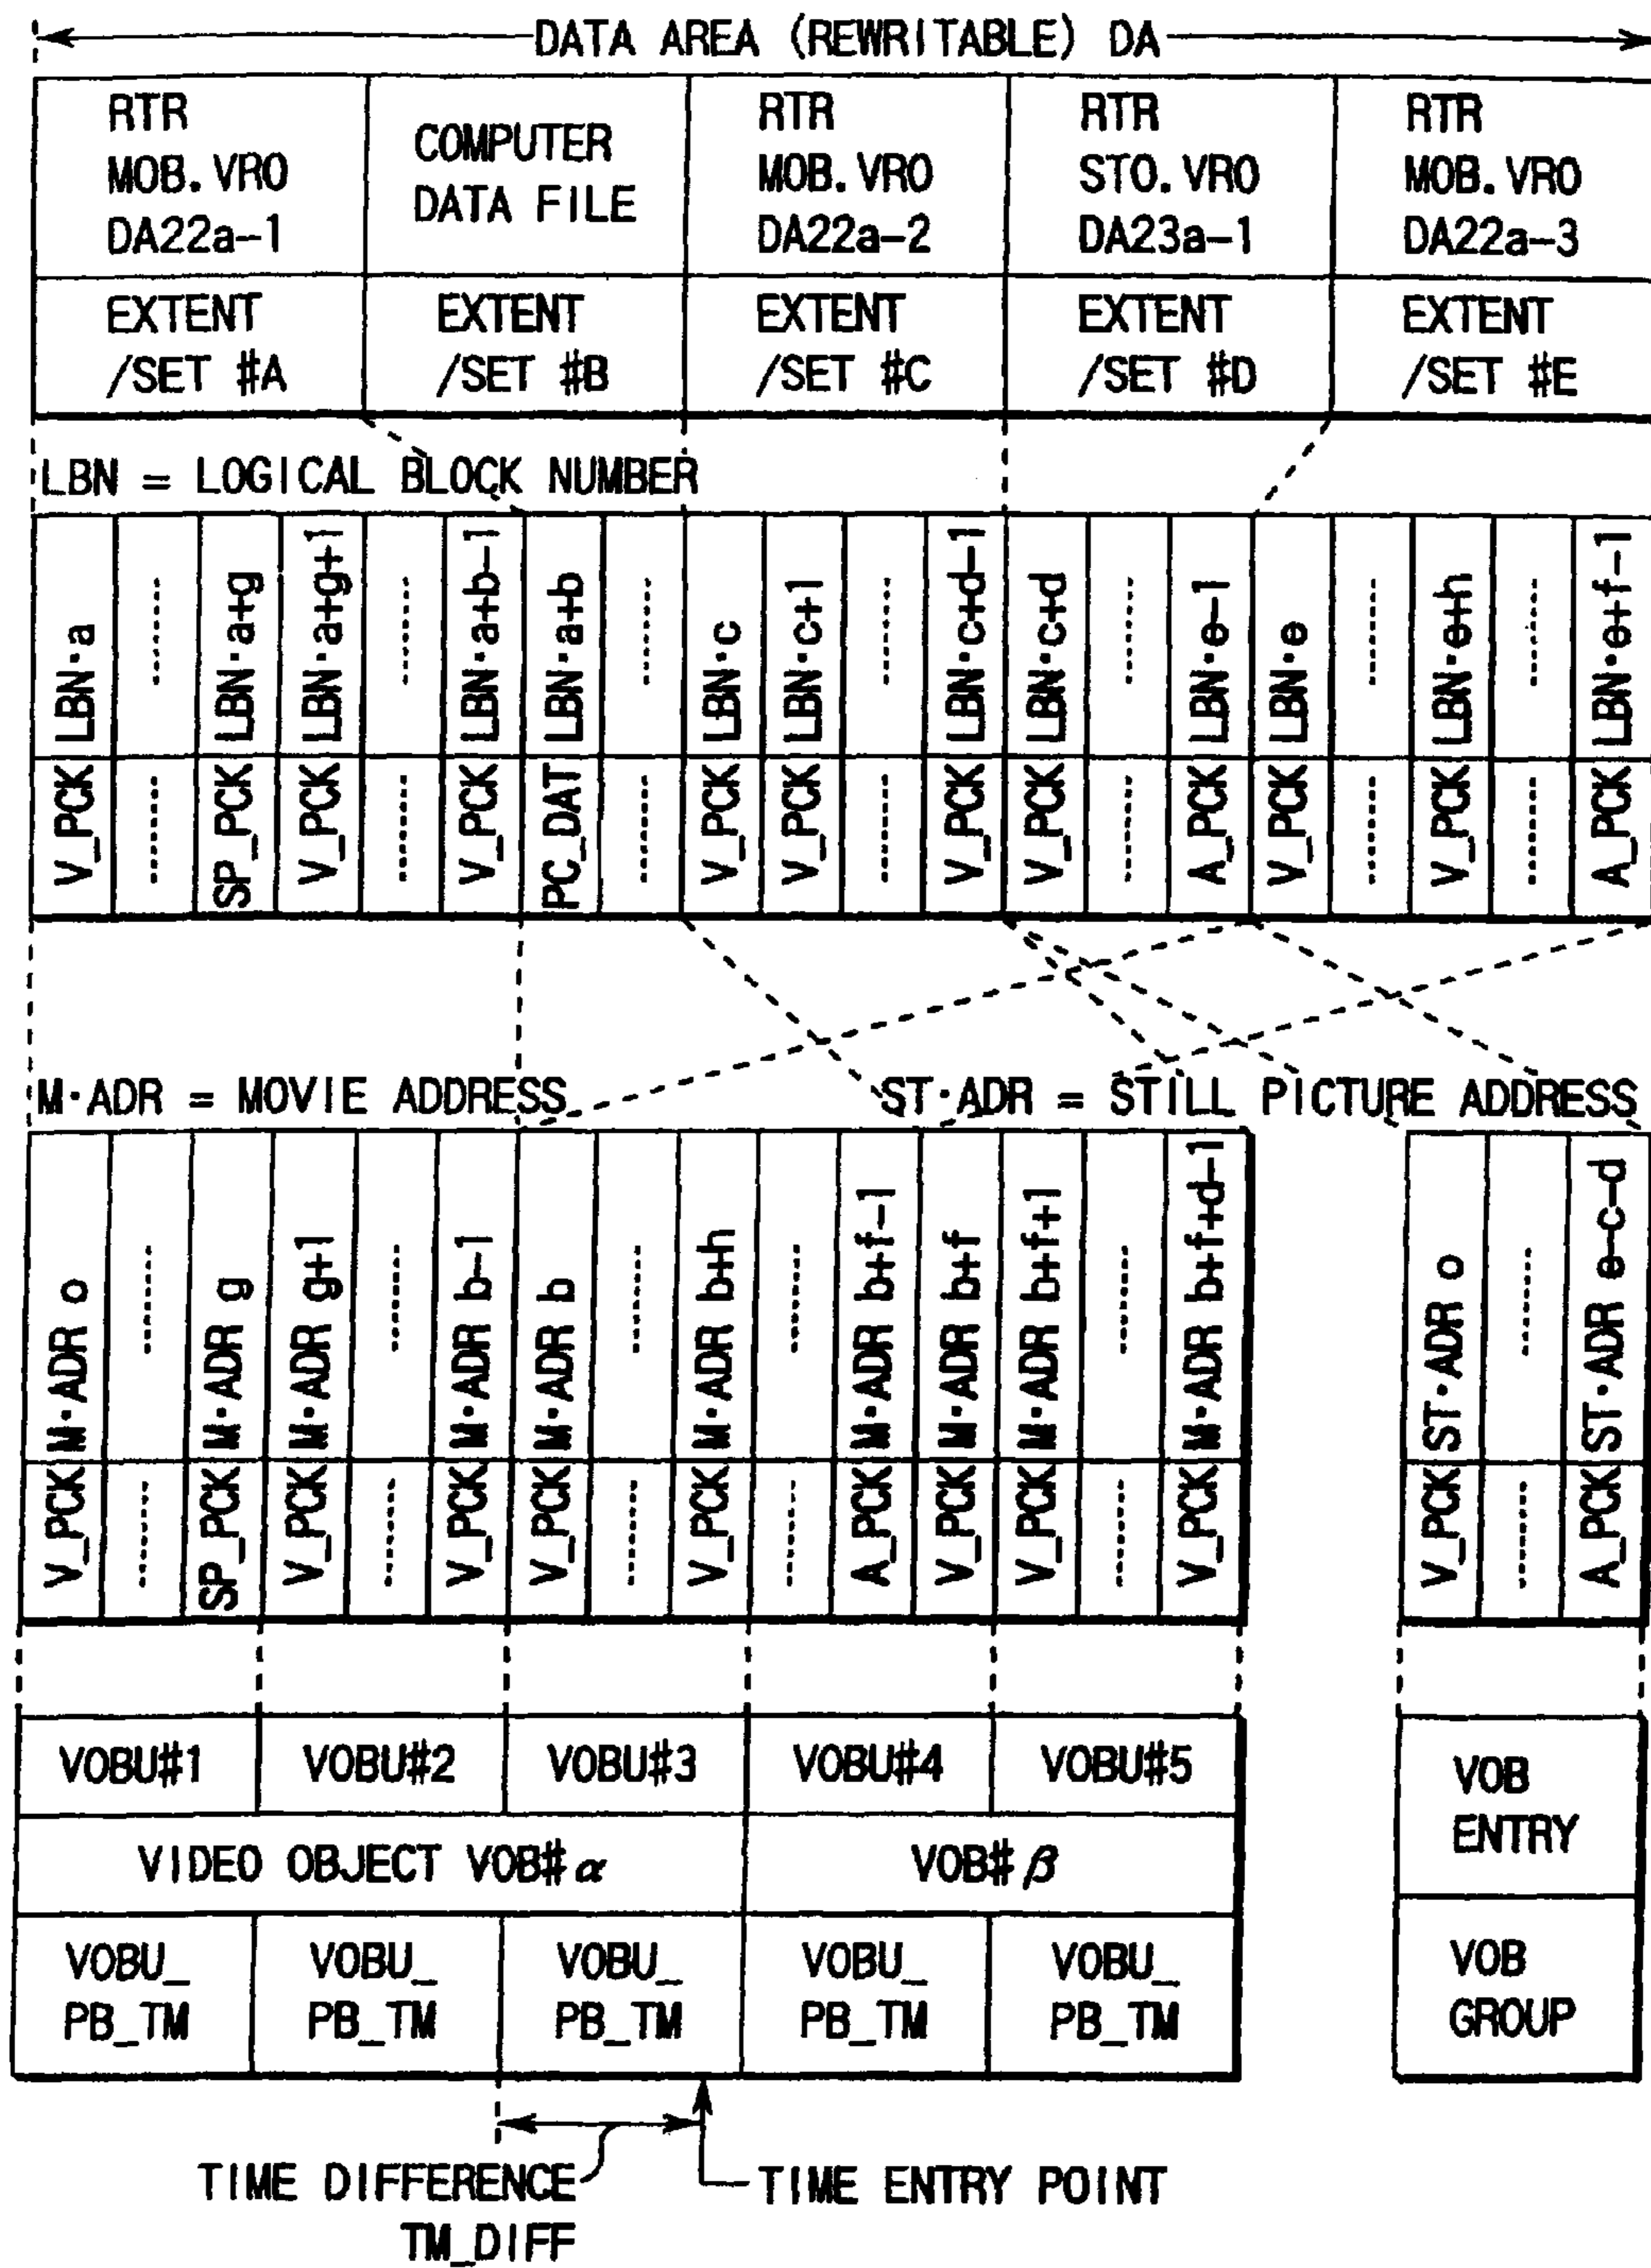 DATA AREA (REWRITABLE) DA
RTR
MOB.VRO
DA22a-1
COMPUTER
DATA FILE
RTR
MOB.VRO
DA22a-2
RTR
STO.VRO
DA23a-1
RTR
MOB.VRO
DA22a-3
EXTENT
/SET #A
EXTENT
/SET #B
EXTENT
/SET #C
EXTENT
/SET #D
EXTENT
/SET #E
LBN = LOGICAL BLOCK NUMBER
V_PCK LBN·a
SP_PCK LBN·a+g
V_PCK LBN·a+g+1
V_PCK LBN·a+b-1
PC_DAT LBN·a+b
V_PCK LBN·c
V_PCK LBN·c+1
V_PCK LBN·c+d-1
V_PCK LBN·c+d
A_PCK LBN·e-1
V_PCK LBN·e
V_PCK LBN·e+h
A_PCK LBN·e+f-1
M·ADR = MOVIE ADDRESS
ST·ADR = STILL PICTURE ADDRESS
V_PCK M·ADR o
SP_PCK M·ADR g
V_PCK M·ADR g+1
V_PCK M·ADR b-1
V_PCK M·ADR b
V_PCK M·ADR b+h
A_PCK M·ADR b+f-1
V_PCK M·ADR b+f
V_PCK M·ADR b+f+1
V_PCK M·ADR b+f+d-1
V_PCK ST·ADR o
A_PCK ST·ADR e-c-d
VOBU#1
VOBU#2
VOBU#3
VOBU#4
VOBU#5
VIDEO OBJECT VOB#α
VOB#β
VOBU_
PB_TM
VOBU_
PB_TM
VOBU_
PB_TM
VOBU_
PB_TM
VOBU_
PB_TM
VOB
ENTRY
VOB
GROUP
TIME DIFFERENCE
TM_DIFF
TIME ENTRY POINT